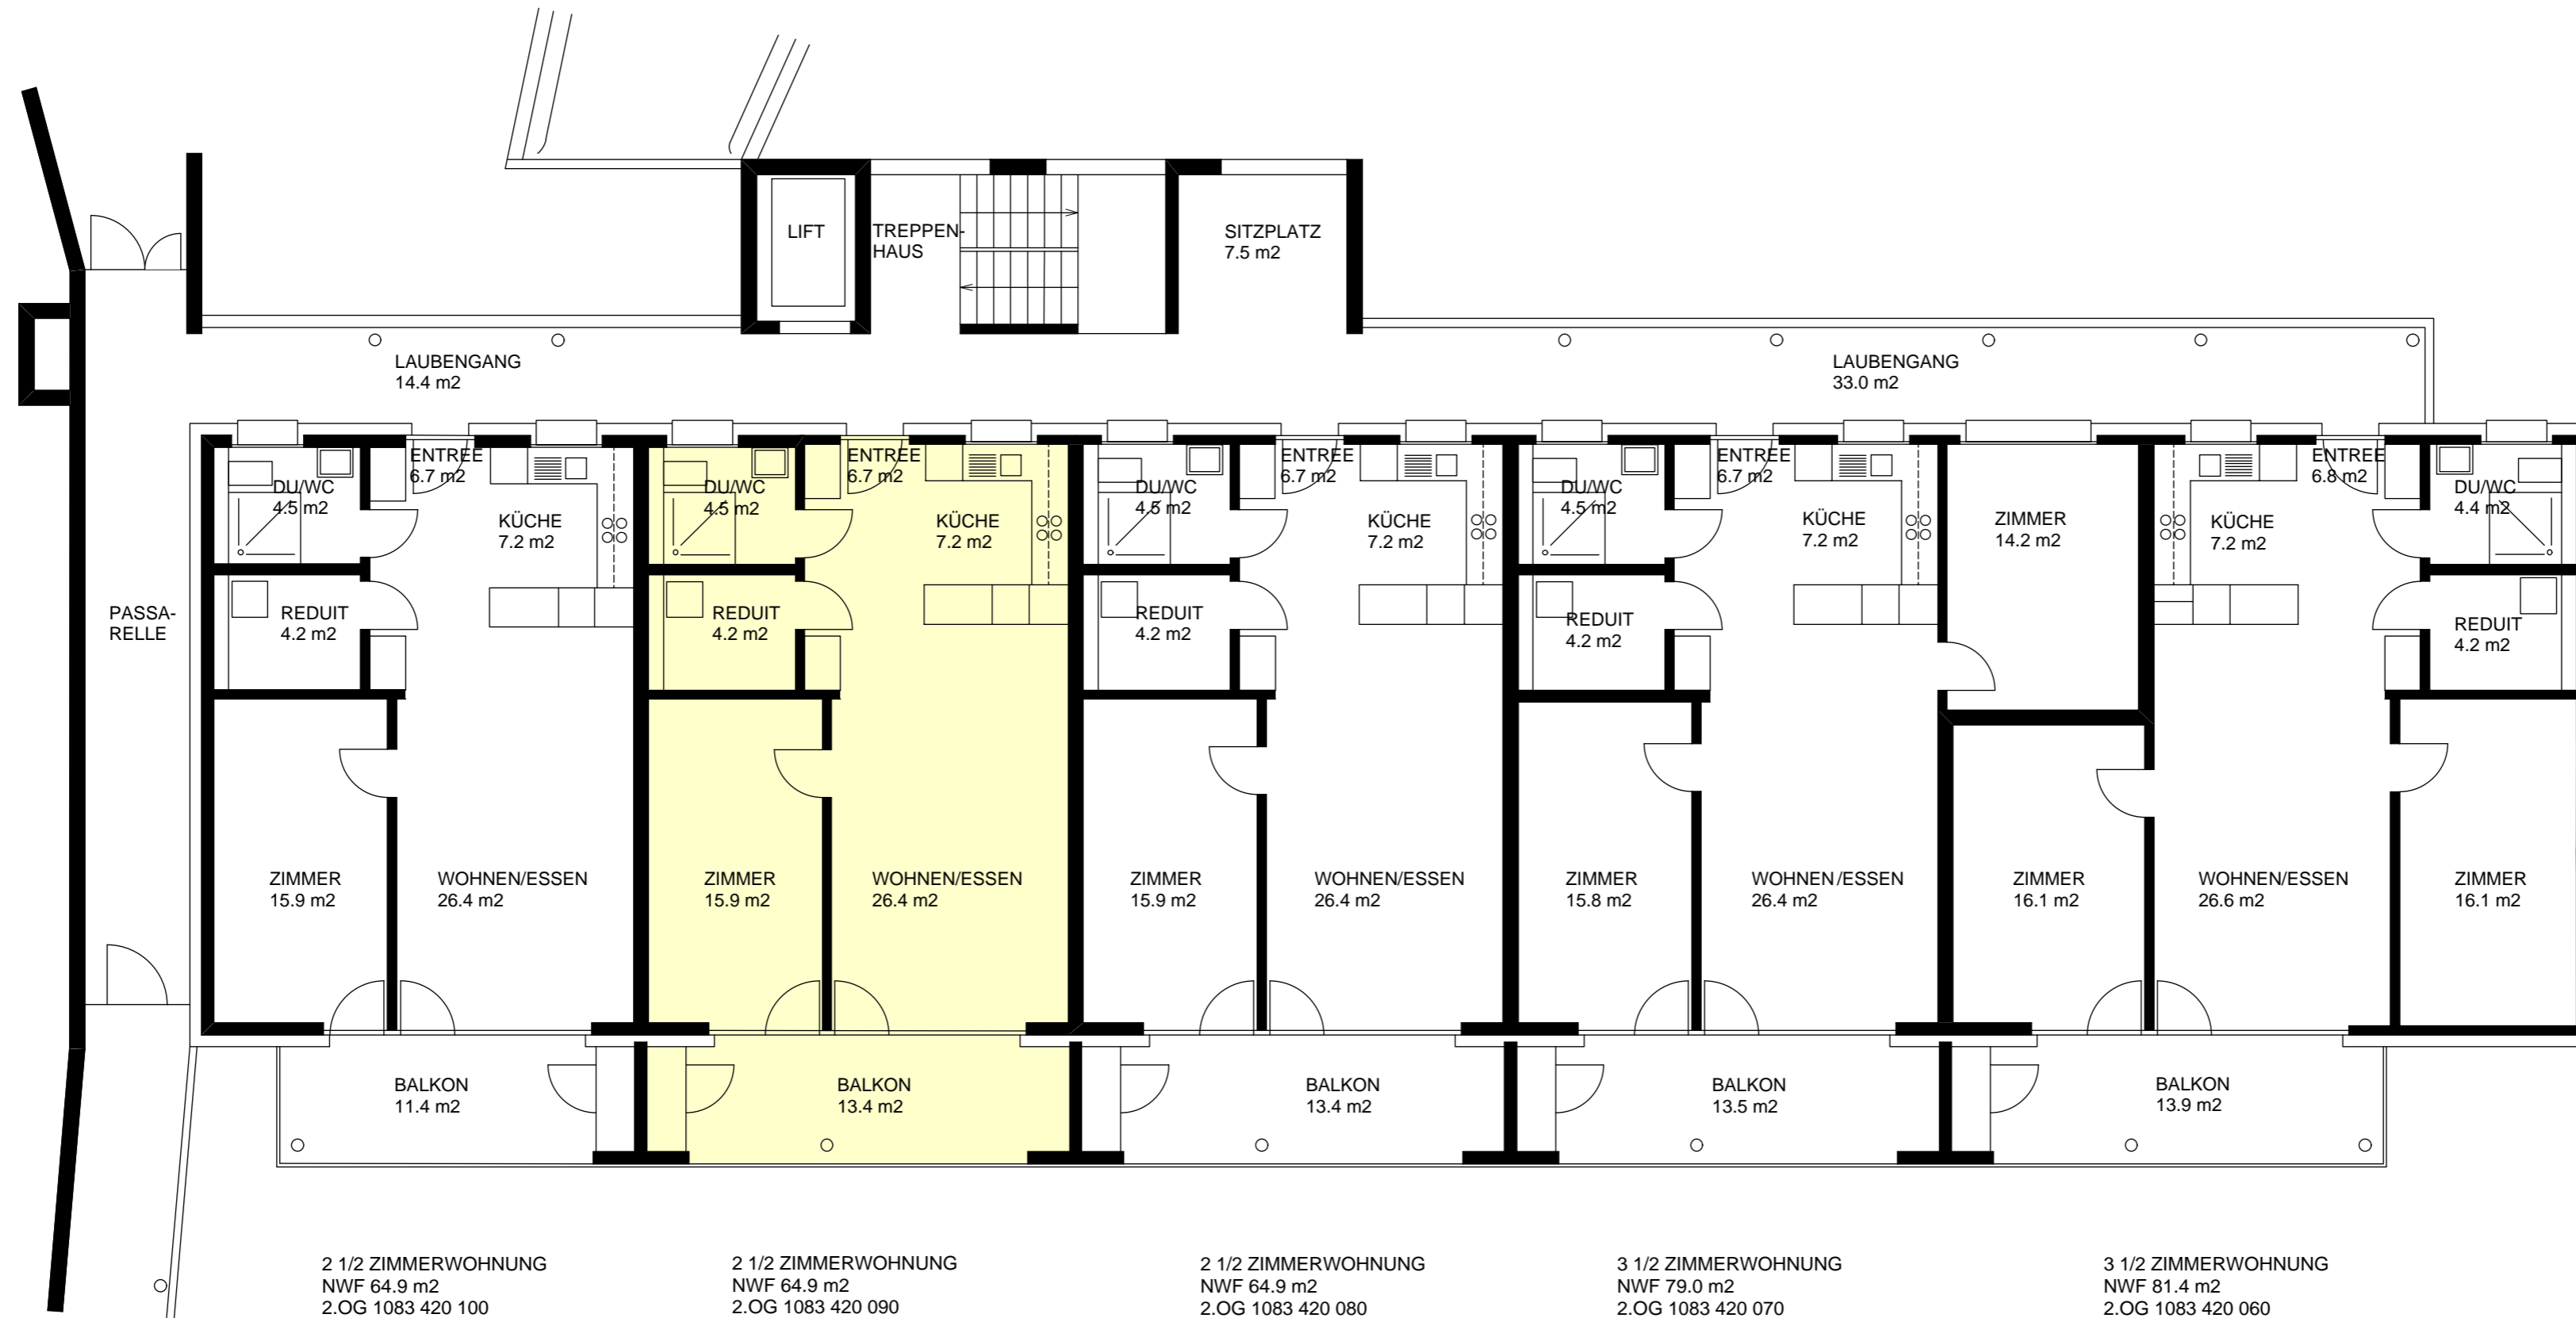 LIFT
TREPPEN-
HAUS
SITZPLATZ
7.5 m2
LAUBENGANG
14.4 m2
LAUBENGANG
33.0 m2
PASSA-
RELLE
DU/WC
4.5 m2
ENTREE
6.7 m2
KÜCHE
7.2 m2
REDUIT
4.2 m2
ZIMMER
15.9 m2
WOHNEN/ESSEN
26.4 m2
BALKON
11.4 m2
DU/WC
4.5 m2
ENTREE
6.7 m2
KÜCHE
7.2 m2
REDUIT
4.2 m2
ZIMMER
15.9 m2
WOHNEN/ESSEN
26.4 m2
BALKON
13.4 m2
DU/WC
4.5 m2
ENTREE
6.7 m2
KÜCHE
7.2 m2
REDUIT
4.2 m2
ZIMMER
15.9 m2
WOHNEN/ESSEN
26.4 m2
BALKON
13.4 m2
DU/WC
4.5 m2
ENTREE
6.7 m2
KÜCHE
7.2 m2
ZIMMER
14.2 m2
REDUIT
4.2 m2
ZIMMER
15.8 m2
WOHNEN/ESSEN
26.4 m2
BALKON
13.5 m2
KÜCHE
7.2 m2
ENTREE
6.8 m2
DU/WC
4.4 m2
REDUIT
4.2 m2
ZIMMER
16.1 m2
WOHNEN/ESSEN
26.6 m2
ZIMMER
16.1 m2
BALKON
13.9 m2
2 1/2 ZIMMERWOHNUNG
NWF 64.9 m2
2.OG 1083 420 100
2 1/2 ZIMMERWOHNUNG
NWF 64.9 m2
2.OG 1083 420 090
2 1/2 ZIMMERWOHNUNG
NWF 64.9 m2
2.OG 1083 420 080
3 1/2 ZIMMERWOHNUNG
NWF 79.0 m2
2.OG 1083 420 070
3 1/2 ZIMMERWOHNUNG
NWF 81.4 m2
2.OG 1083 420 060